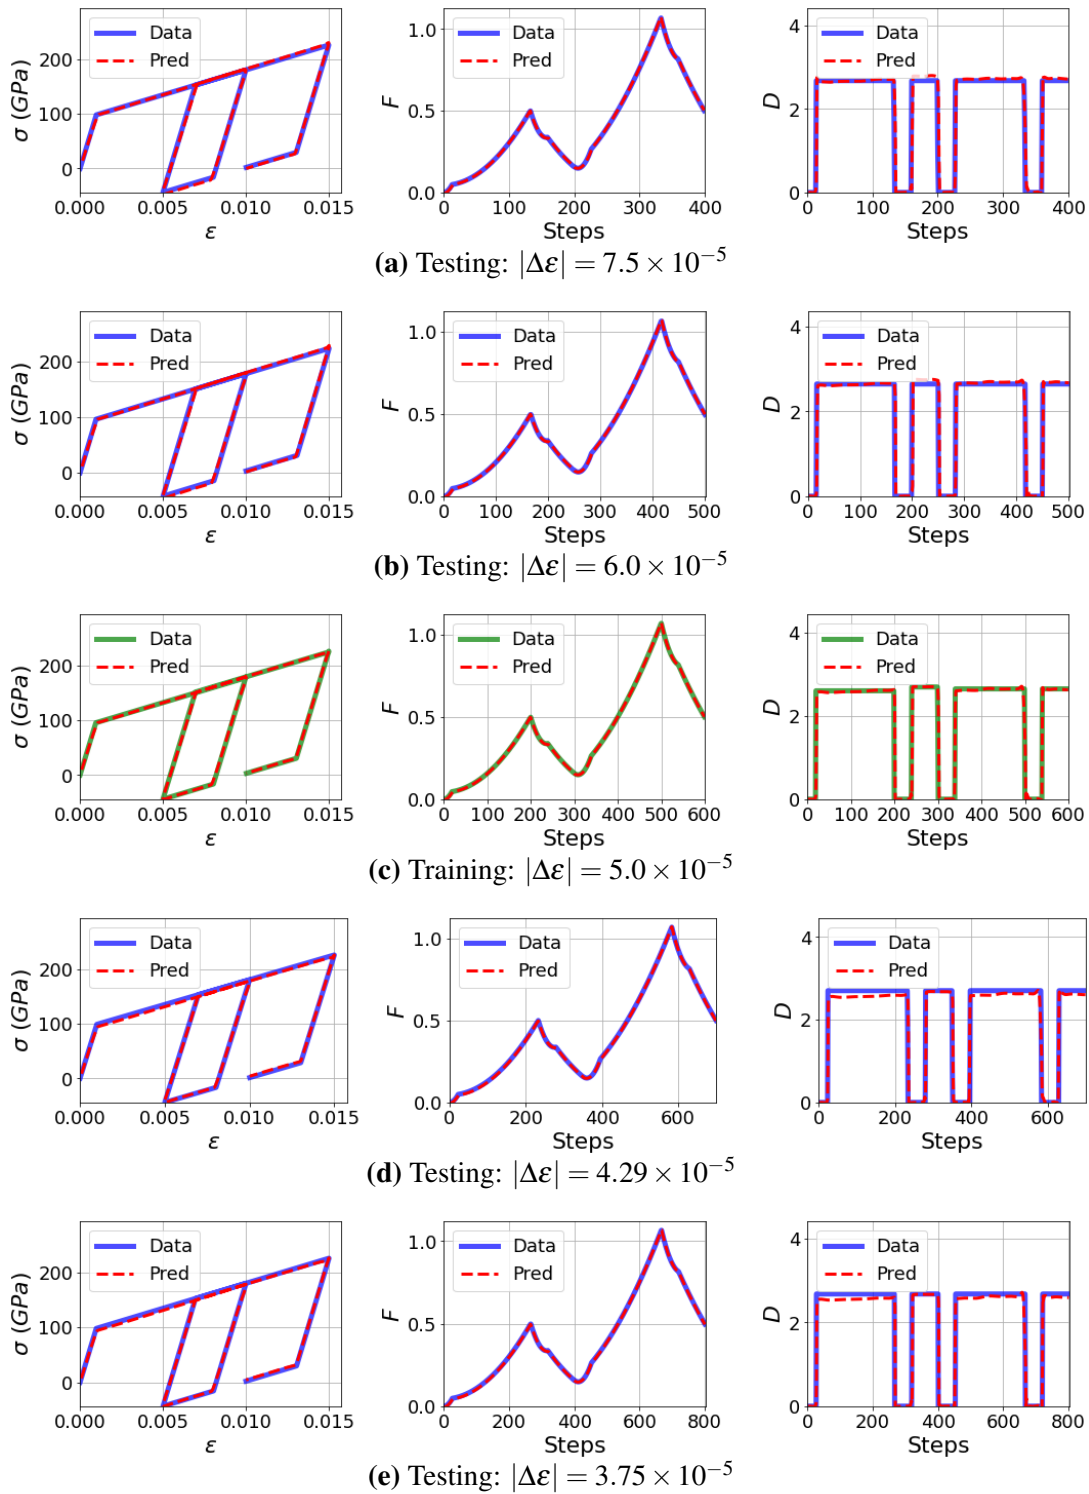 σ (GPa)
200
100
0
Data
Pred
0.000 0.005 0.010 0.015
ε
F
1.0
0.5
0.0
Data
Pred
0 100 200 300 400
Steps
D
4
2
0
Data
Pred
0 100 200 300 400
Steps
(a) Testing: |Δε| = 7.5 × 10⁻⁵
σ (GPa)
200
100
0
Data
Pred
0.000 0.005 0.010 0.015
ε
F
1.0
0.5
0.0
Data
Pred
0 100 200 300 400 500
Steps
D
4
2
0
Data
Pred
0 100 200 300 400 500
Steps
(b) Testing: |Δε| = 6.0 × 10⁻⁵
σ (GPa)
200
100
0
Data
Pred
0.000 0.005 0.010 0.015
ε
F
1.0
0.5
0.0
Data
Pred
0 100 200 300 400 500 600
Steps
D
4
2
0
Data
Pred
0 100 200 300 400 500 600
Steps
(c) Training: |Δε| = 5.0 × 10⁻⁵
σ (GPa)
200
100
0
Data
Pred
0.000 0.005 0.010 0.015
ε
F
1.0
0.5
0.0
Data
Pred
0 200 400 600
Steps
D
4
2
0
Data
Pred
0 200 400 600
Steps
(d) Testing: |Δε| = 4.29 × 10⁻⁵
σ (GPa)
200
100
0
Data
Pred
0.000 0.005 0.010 0.015
ε
F
1.0
0.5
0.0
Data
Pred
0 200 400 600 800
Steps
D
4
2
0
Data
Pred
0 200 400 600 800
Steps
(e) Testing: |Δε| = 3.75 × 10⁻⁵